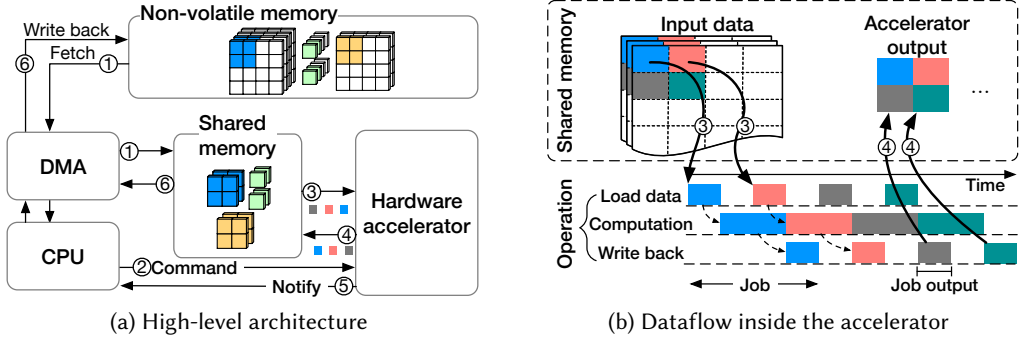 Non-volatile memory
Write back
⑥
Fetch
①
DMA
①
⑥
Shared
memory
③
④
Hardware
accelerator
CPU
② Command
Notify ⑤
(a) High-level architecture
Shared memory
Input data
Accelerator
output
...
③
③
④
④
Time
Operation
Load data
Computation
Write back
Job
Job output
(b) Dataflow inside the accelerator